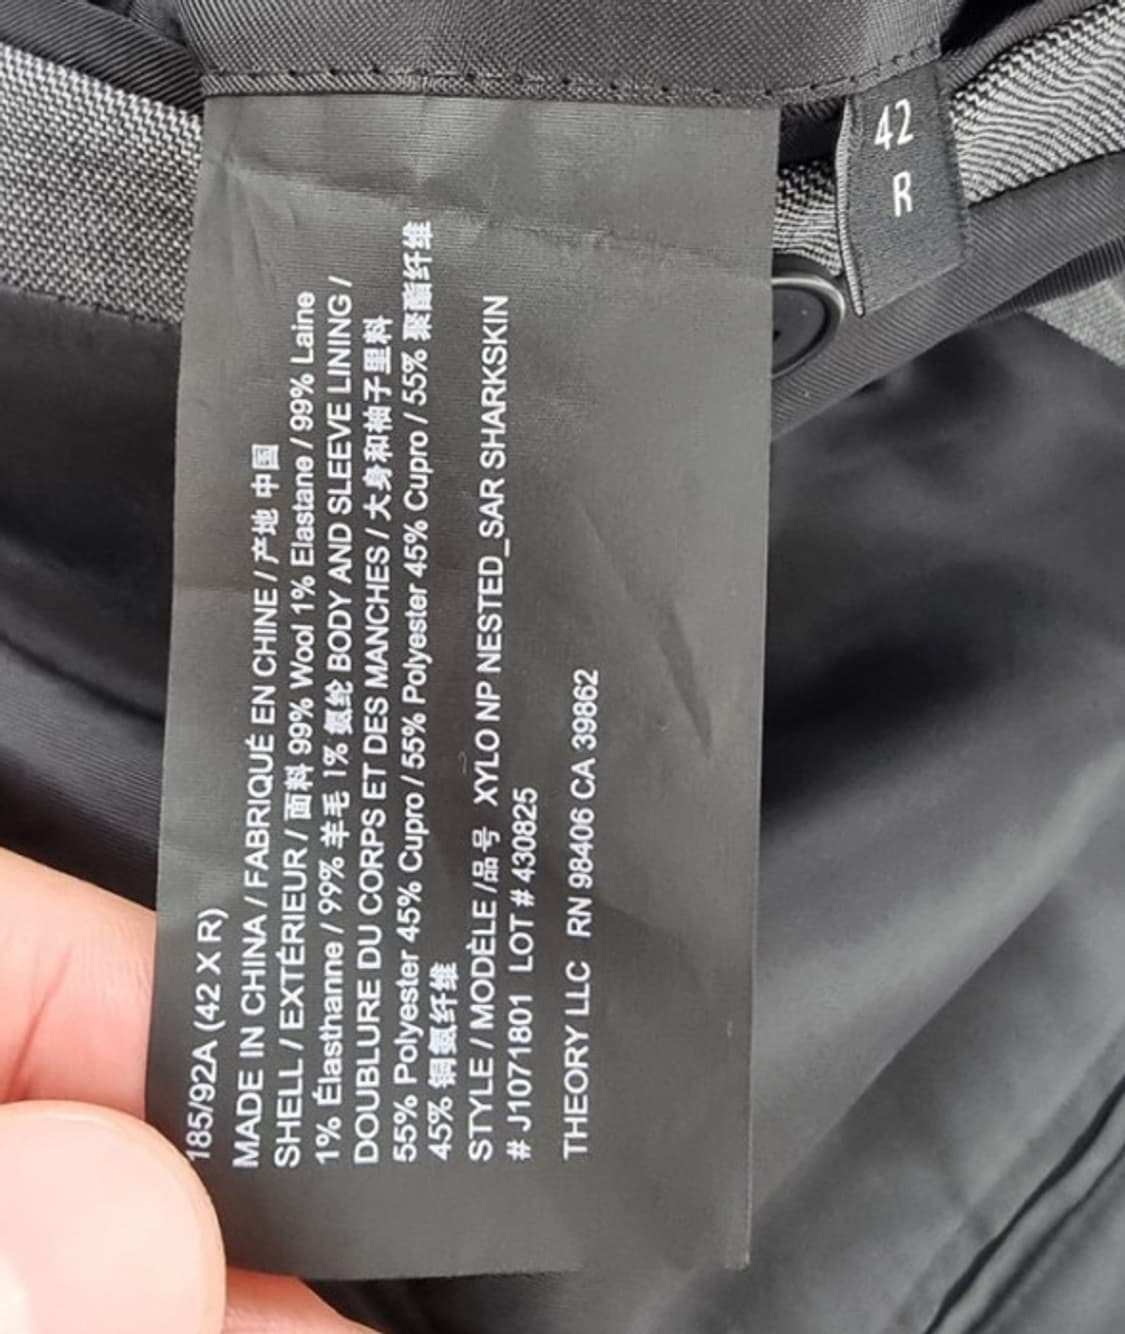 185/92A (42 X R)
MADE IN CHINA / FABRIQUÉ EN CHINE / 产地 中国
SHELL / EXTÉRIEUR / 面料 99% Wool 1% Elastane / 99% Laine
1% Élasthanne / 99% 羊毛 1% 氨纶 BODY AND SLEEVE LINING /
DOUBLURE DU CORPS ET DES MANCHES / 大身和袖子里料
55% Polyester 45% Cupro / 55% Polyester 45% Cupro / 55% 聚酯纤维
45% 铜氨纤维
STYLE / MODÈLE /品号 XYLO NP NESTED_SAR SHARKSKIN
# J1071801 LOT # 430825
THEORY LLC RN 98406 CA 39862
42
R